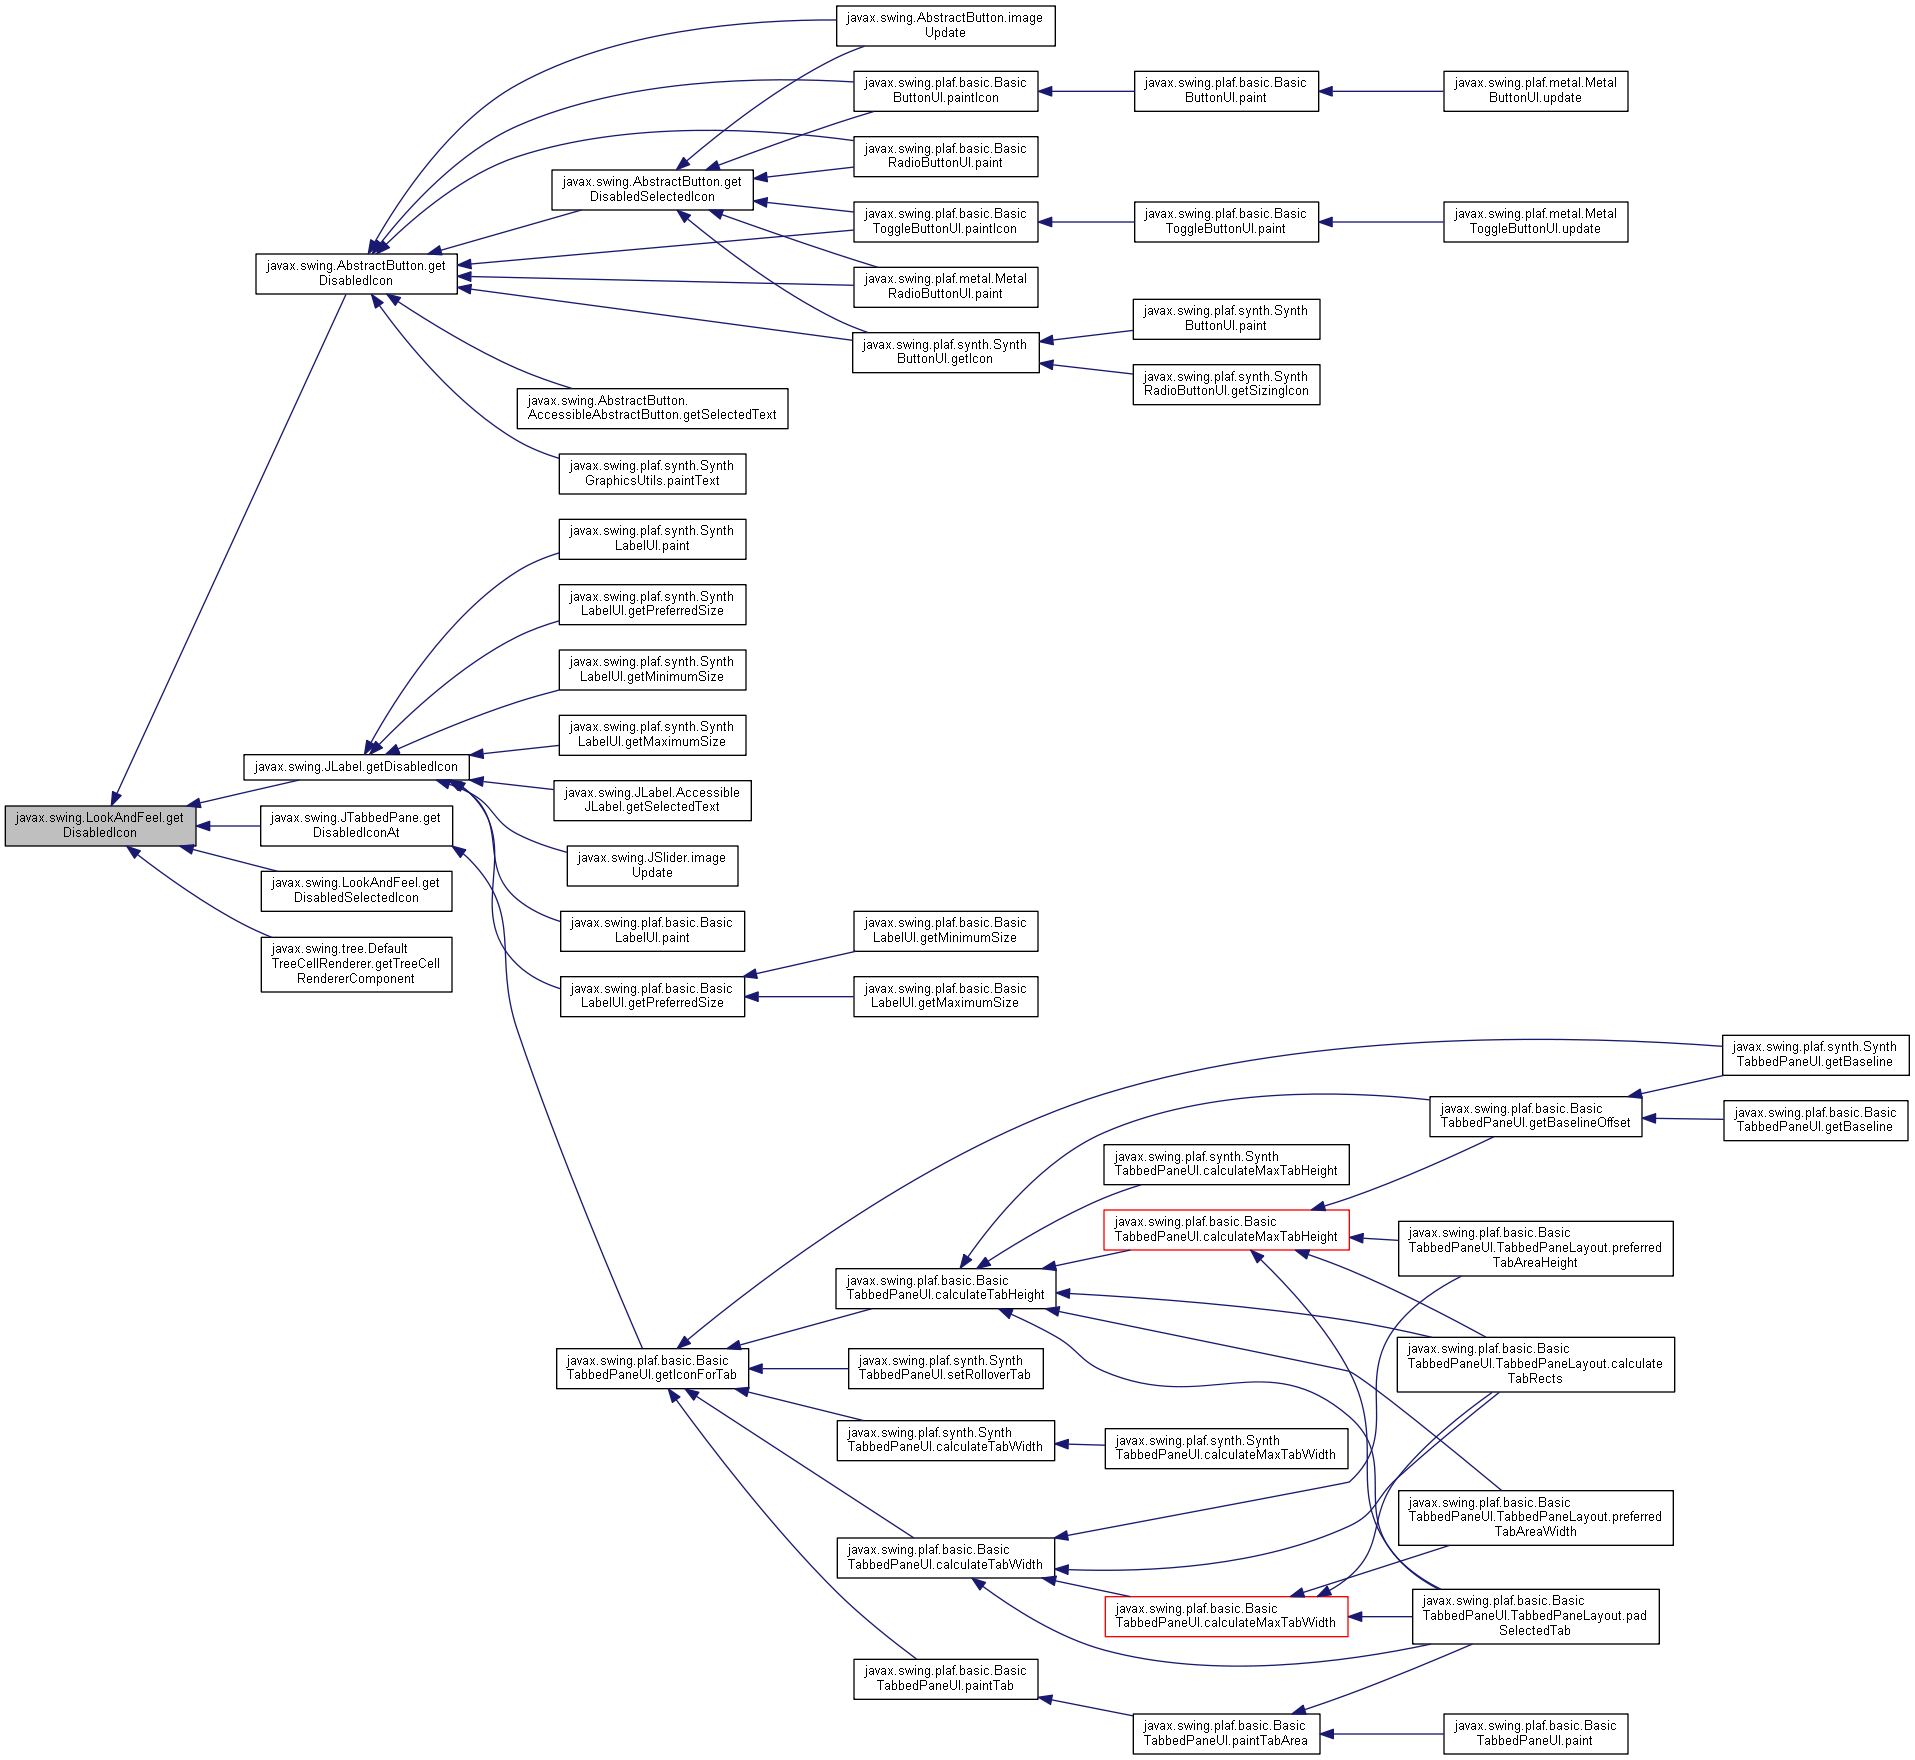 javax.swing.AbstractButton.image
Update
javax.swing.plaf.basic.Basic
ButtonUI.paintIcon
javax.swing.plaf.basic.Basic
ButtonUI.paint
javax.swing.plaf.metal.Metal
ButtonUI.update
javax.swing.plaf.basic.Basic
RadioButtonUI.paint
javax.swing.AbstractButton.get
DisabledSelectedIcon
javax.swing.plaf.basic.Basic
ToggleButtonUI.paintIcon
javax.swing.plaf.basic.Basic
ToggleButtonUI.paint
javax.swing.plaf.metal.Metal
ToggleButtonUI.update
javax.swing.AbstractButton.get
DisabledIcon
javax.swing.plaf.metal.Metal
RadioButtonUI.paint
javax.swing.plaf.synth.Synth
ButtonUI.getIcon
javax.swing.plaf.synth.Synth
ButtonUI.paint
javax.swing.plaf.synth.Synth
RadioButtonUI.getSizingIcon
javax.swing.AbstractButton.
AccessibleAbstractButton.getSelectedText
javax.swing.plaf.synth.Synth
GraphicsUtils.paintText
javax.swing.plaf.synth.Synth
LabelUI.paint
javax.swing.plaf.synth.Synth
LabelUI.getPreferredSize
javax.swing.plaf.synth.Synth
LabelUI.getMinimumSize
javax.swing.plaf.synth.Synth
LabelUI.getMaximumSize
javax.swing.JLabel.getDisabledIcon
javax.swing.JLabel.Accessible
JLabel.getSelectedText
javax.swing.LookAndFeel.get
DisabledIcon
javax.swing.JTabbedPane.get
DisabledIconAt
javax.swing.JSlider.image
Update
javax.swing.LookAndFeel.get
DisabledSelectedIcon
javax.swing.plaf.basic.Basic
LabelUI.paint
javax.swing.plaf.basic.Basic
LabelUI.getMinimumSize
javax.swing.tree.Default
TreeCellRenderer.getTreeCell
RendererComponent
javax.swing.plaf.basic.Basic
LabelUI.getPreferredSize
javax.swing.plaf.basic.Basic
LabelUI.getMaximumSize
javax.swing.plaf.synth.Synth
TabbedPaneUI.getBaseline
javax.swing.plaf.basic.Basic
TabbedPaneUI.getBaselineOffset
javax.swing.plaf.basic.Basic
TabbedPaneUI.getBaseline
javax.swing.plaf.synth.Synth
TabbedPaneUI.calculateMaxTabHeight
javax.swing.plaf.basic.Basic
TabbedPaneUI.calculateMaxTabHeight
javax.swing.plaf.basic.Basic
TabbedPaneUI.TabbedPaneLayout.preferred
TabAreaHeight
javax.swing.plaf.basic.Basic
TabbedPaneUI.calculateTabHeight
javax.swing.plaf.basic.Basic
TabbedPaneUI.getIconForTab
javax.swing.plaf.synth.Synth
TabbedPaneUI.setRolloverTab
javax.swing.plaf.basic.Basic
TabbedPaneUI.TabbedPaneLayout.calculate
TabRects
javax.swing.plaf.synth.Synth
TabbedPaneUI.calculateTabWidth
javax.swing.plaf.synth.Synth
TabbedPaneUI.calculateMaxTabWidth
javax.swing.plaf.basic.Basic
TabbedPaneUI.TabbedPaneLayout.preferred
TabAreaWidth
javax.swing.plaf.basic.Basic
TabbedPaneUI.calculateTabWidth
javax.swing.plaf.basic.Basic
TabbedPaneUI.calculateMaxTabWidth
javax.swing.plaf.basic.Basic
TabbedPaneUI.TabbedPaneLayout.pad
SelectedTab
javax.swing.plaf.basic.Basic
TabbedPaneUI.paintTab
javax.swing.plaf.basic.Basic
TabbedPaneUI.paintTabArea
javax.swing.plaf.basic.Basic
TabbedPaneUI.paint